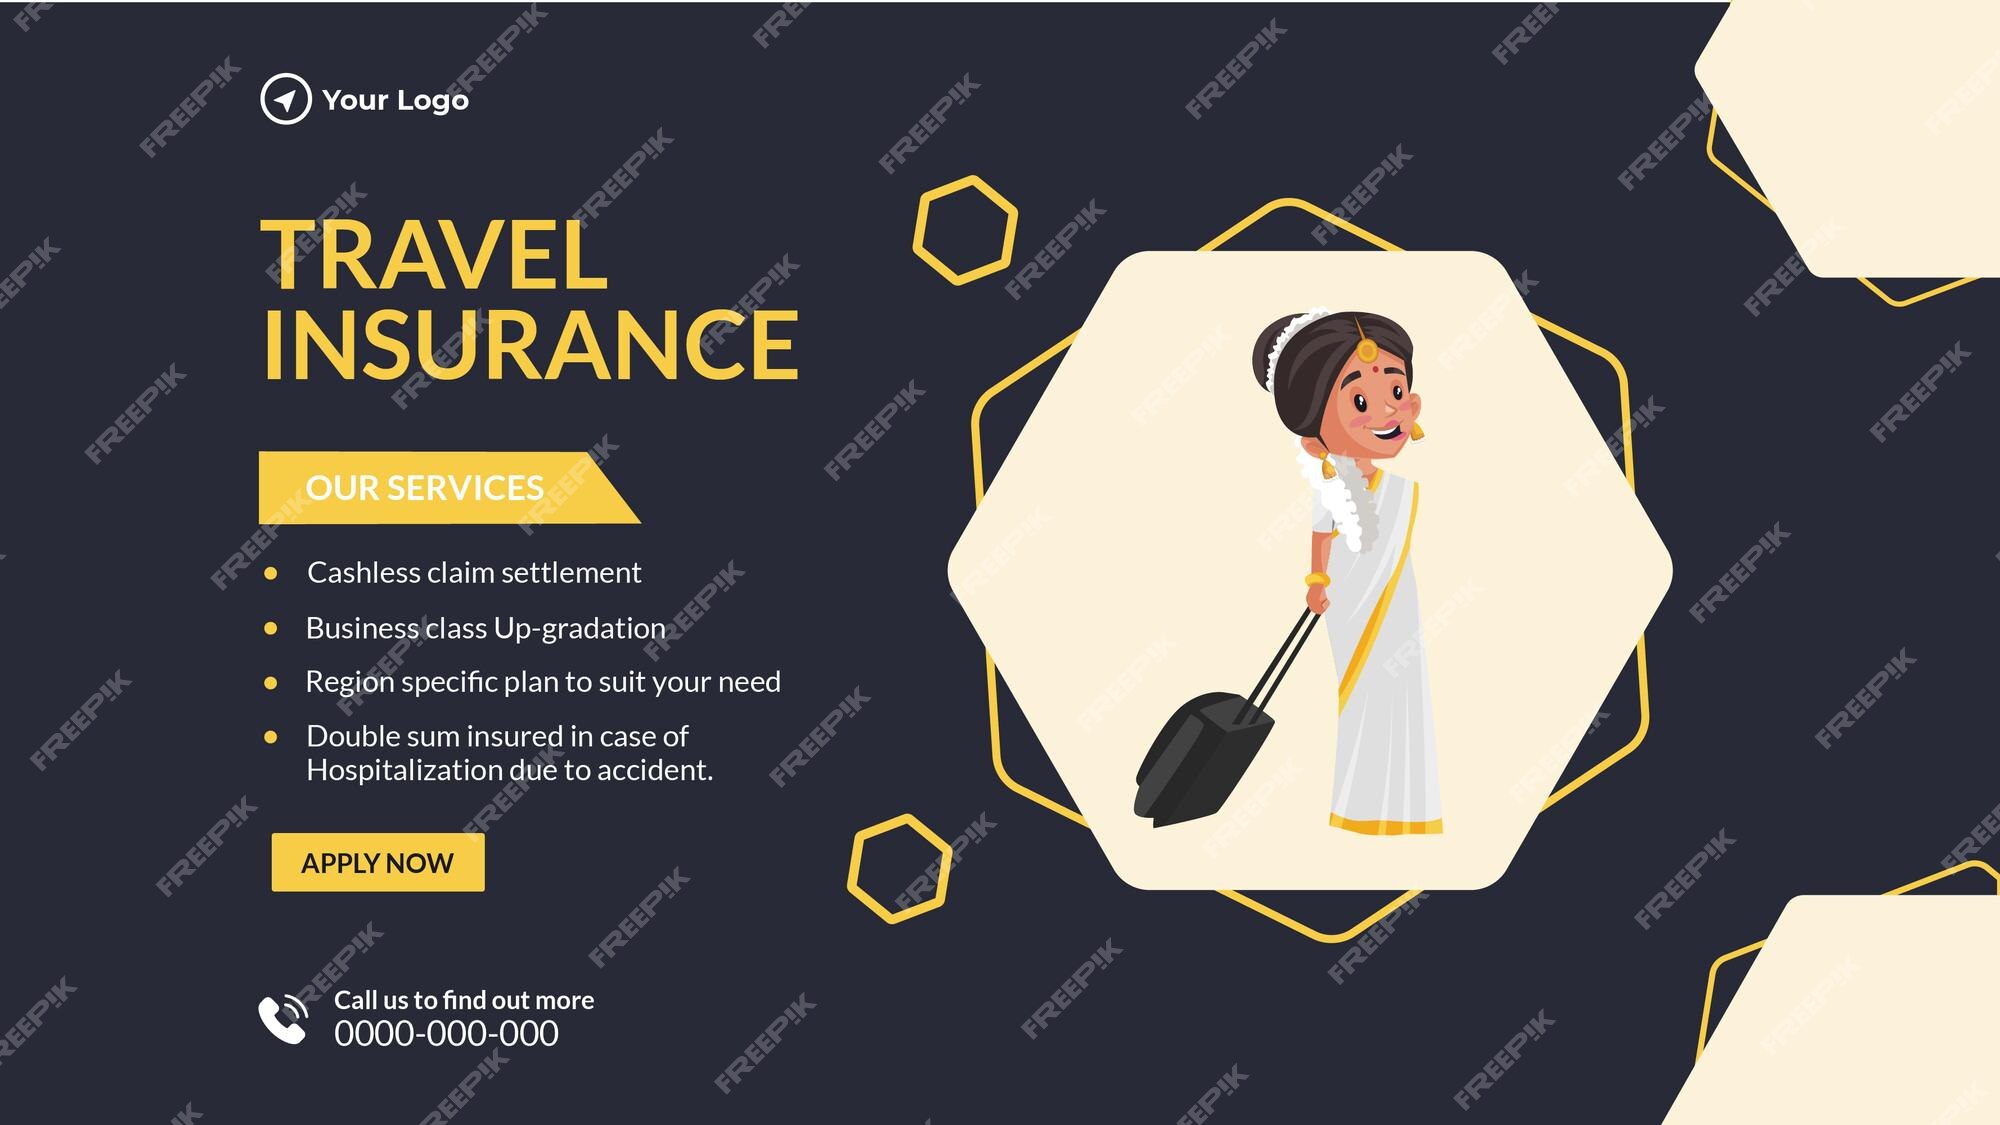 Your Logo
TRAVEL
INSURANCE
OUR SERVICES
Cashless claim settlement
Business class Up-gradation
Region specific plan to suit your need
Double sum insured in case of
Hospitalization due to accident.
APPLY NOW
Call us to find out more
0000-000-000
FREEPIK